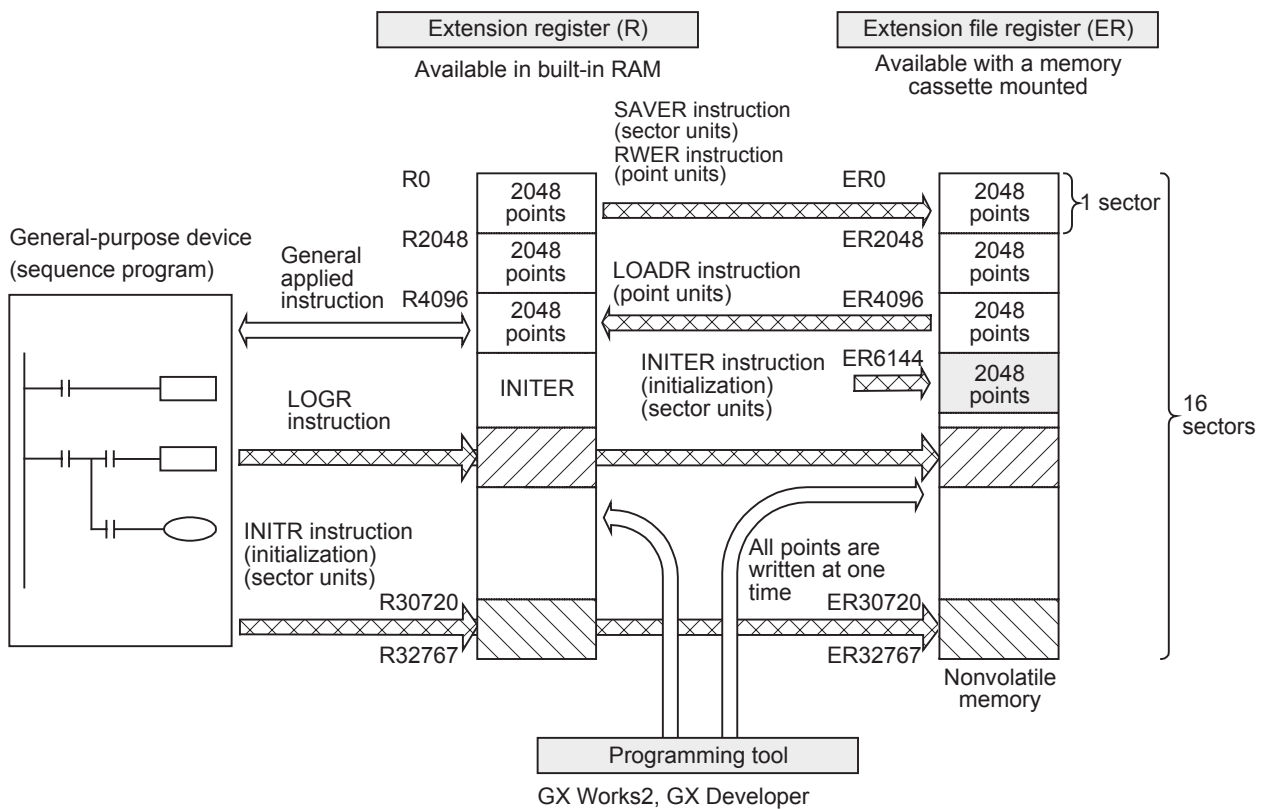 Extension register (R)
Available in built-in RAM
Extension file register (ER)
Available with a memory
cassette mounted
SAVER instruction
(sector units)
RWER instruction
(point units)
R0
2048
points
ER0
2048
points
1 sector
General-purpose device
(sequence program)
General
applied
instruction
R2048
2048
points
LOADR instruction
(point units)
ER2048
2048
points
R4096
2048
points
ER4096
2048
points
INITER
INITER instruction
(initialization)
(sector units)
ER6144
2048
points
16
sectors
LOGR
instruction
INITR instruction
(initialization)
(sector units)
All points are
written at one
time
R30720
R32767
ER30720
ER32767
Nonvolatile
memory
Programming tool
GX Works2, GX Developer